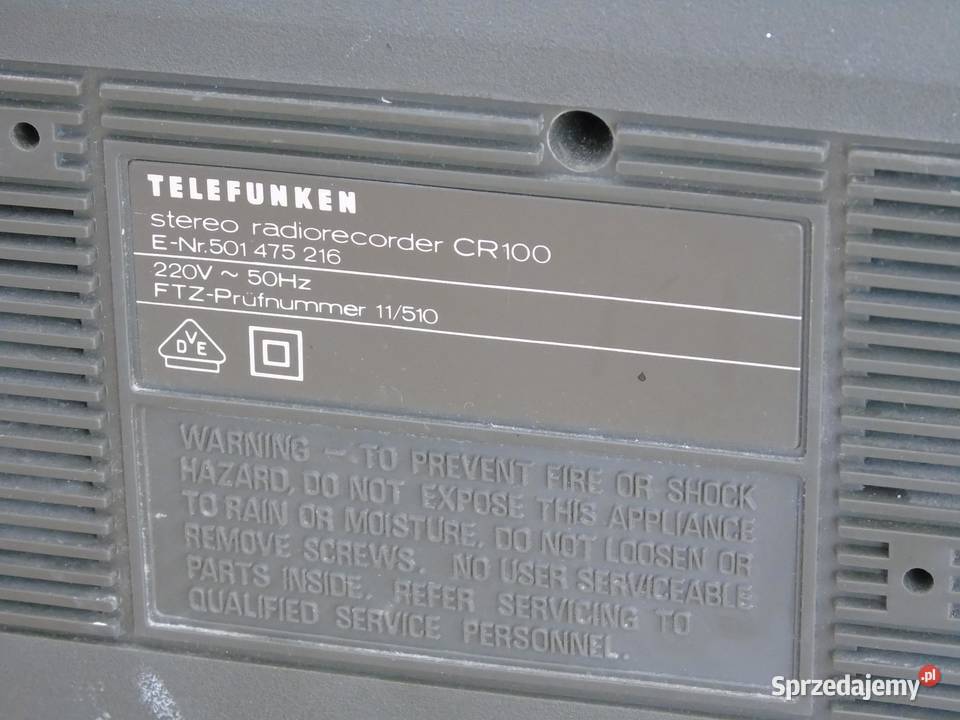 TELEFUNKEN
stereo radiorecorder CR100
E-Nr.501 475 216
220V ~ 50Hz
FTZ-Prüfnummer 11/510
DVE
WARNING - TO PREVENT FIRE OR SHOCK
HAZARD, DO NOT EXPOSE THIS APPLIANCE
TO RAIN OR MOISTURE, DO NOT LOOSEN OR
REMOVE SCREWS. NO USER SERVICEABLE
PARTS INSIDE. REFER SERVICING TO
QUALIFIED SERVICE PERSONNEL.
Sprzedajemy.pl